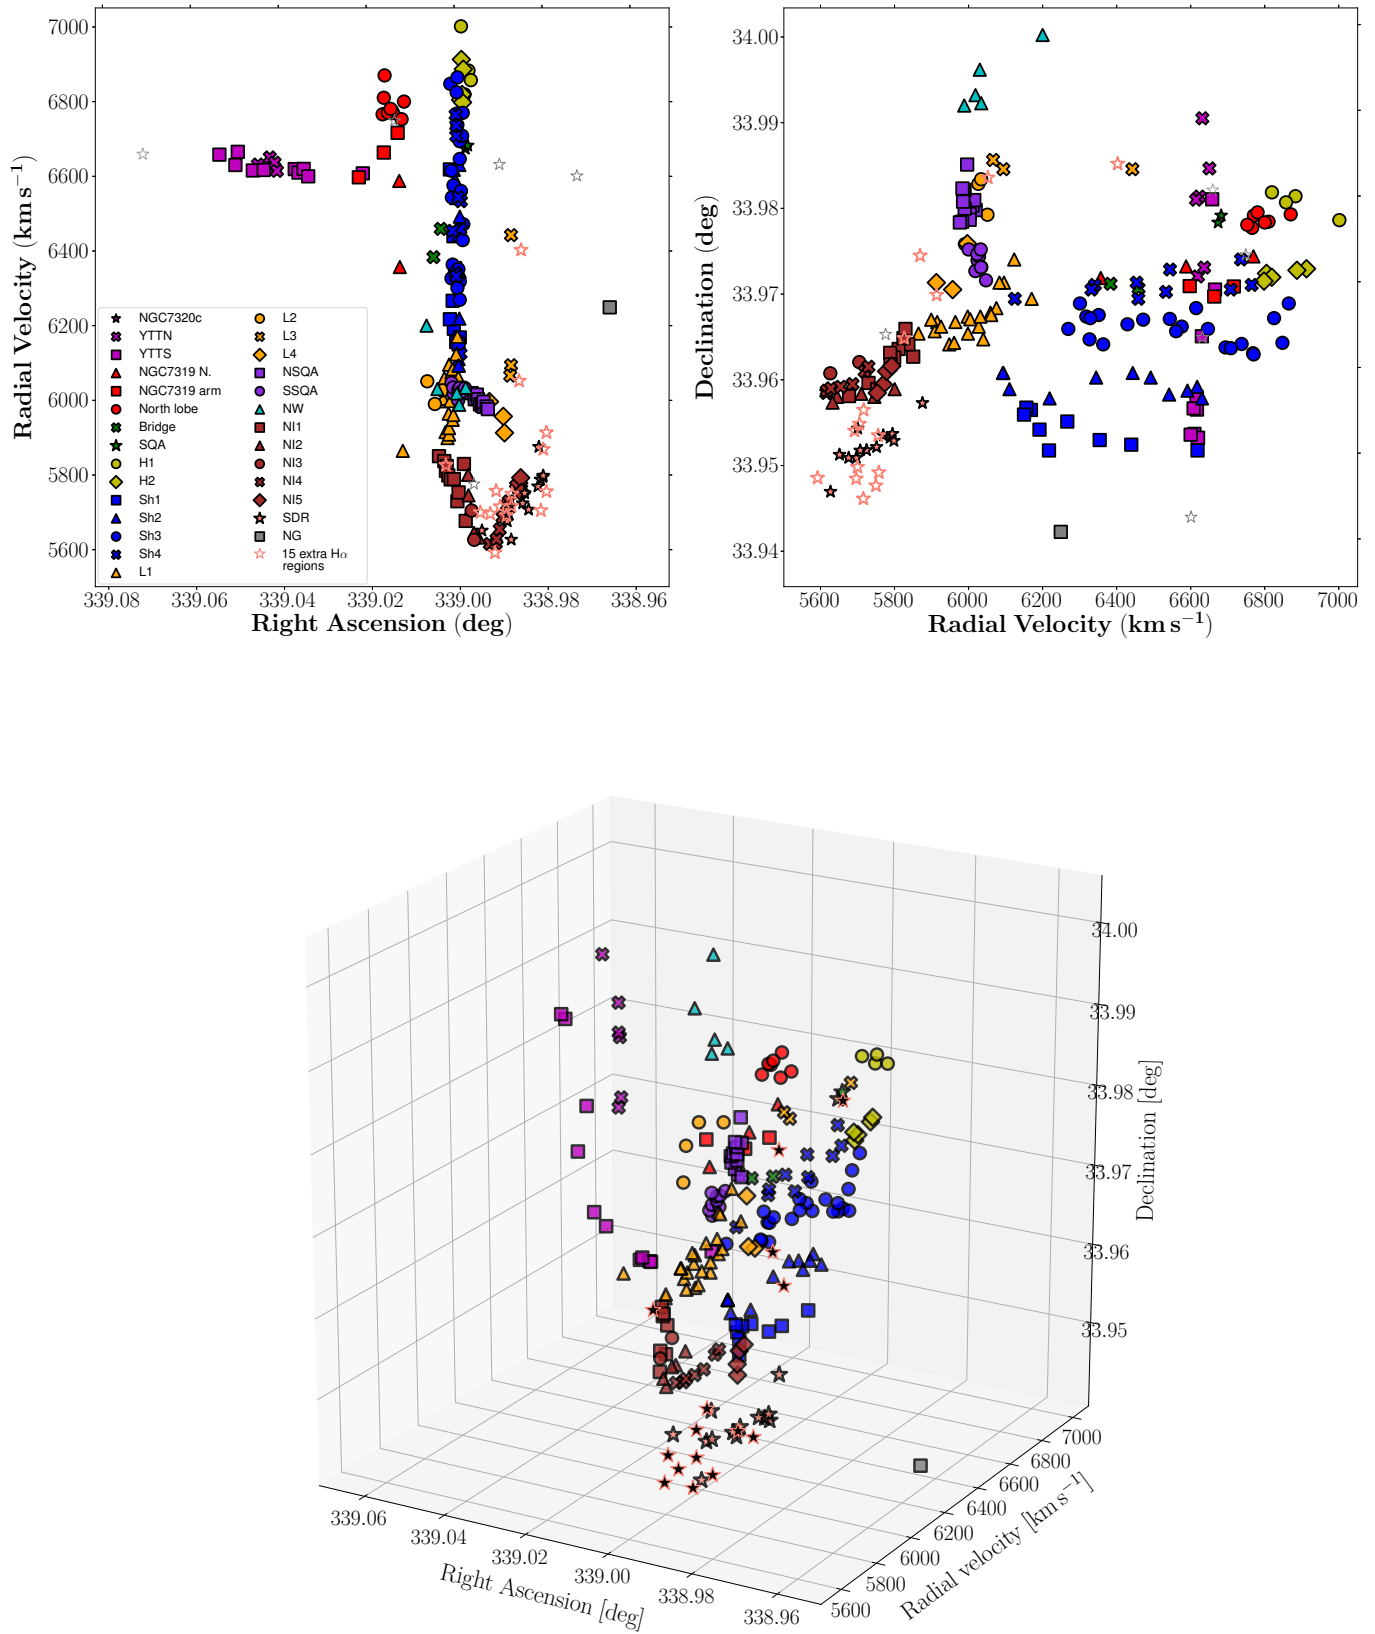 7000
6800
6600
6400
6200
6000
5800
5600
Radial Velocity (km s⁻¹)
NGC7320c
YTTN
YTTS
NGC7319 N.
NGC7319 arm
North lobe
Bridge
SQA
H1
H2
Sh1
Sh2
Sh3
Sh4
L1
L2
L3
L4
NSQA
SSQA
NW
NI1
NI2
NI3
NI4
NI5
SDR
NG
15 extra Hα
regions
339.08 339.06 339.04 339.02 339.00 338.98 338.96
Right Ascension (deg)
34.00
33.99
33.98
33.97
33.96
33.95
33.94
Declination (deg)
5600 5800 6000 6200 6400 6600 6800 7000
Radial Velocity (km s⁻¹)
34.00
33.99
33.98
33.97
33.96
33.95
Declination [deg]
7000
6800
6600
6400
6200
6000
5800
5600
Radial velocity [km s⁻¹]
339.06
339.04
339.02
339.00
338.98
338.96
Right Ascension [deg]